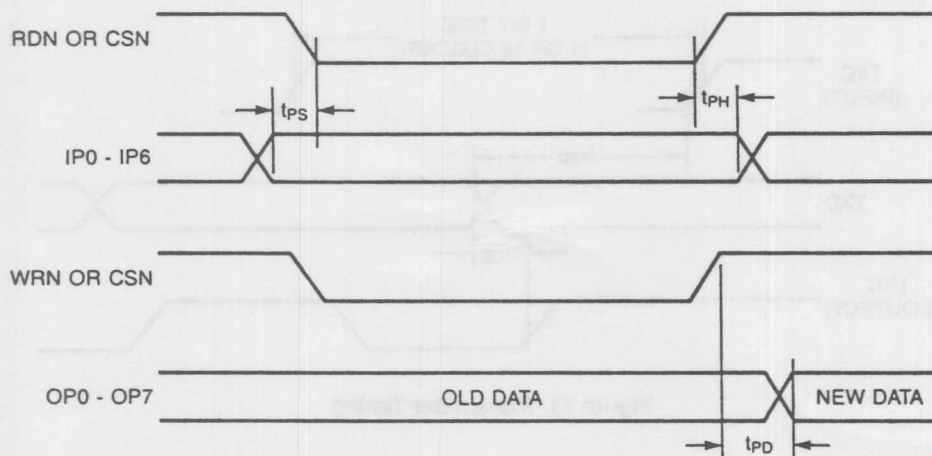 RDN OR CSN
tPS
tPH
IP0 - IP6
WRN OR CSN
OP0 - OP7
OLD DATA
NEW DATA
tPD